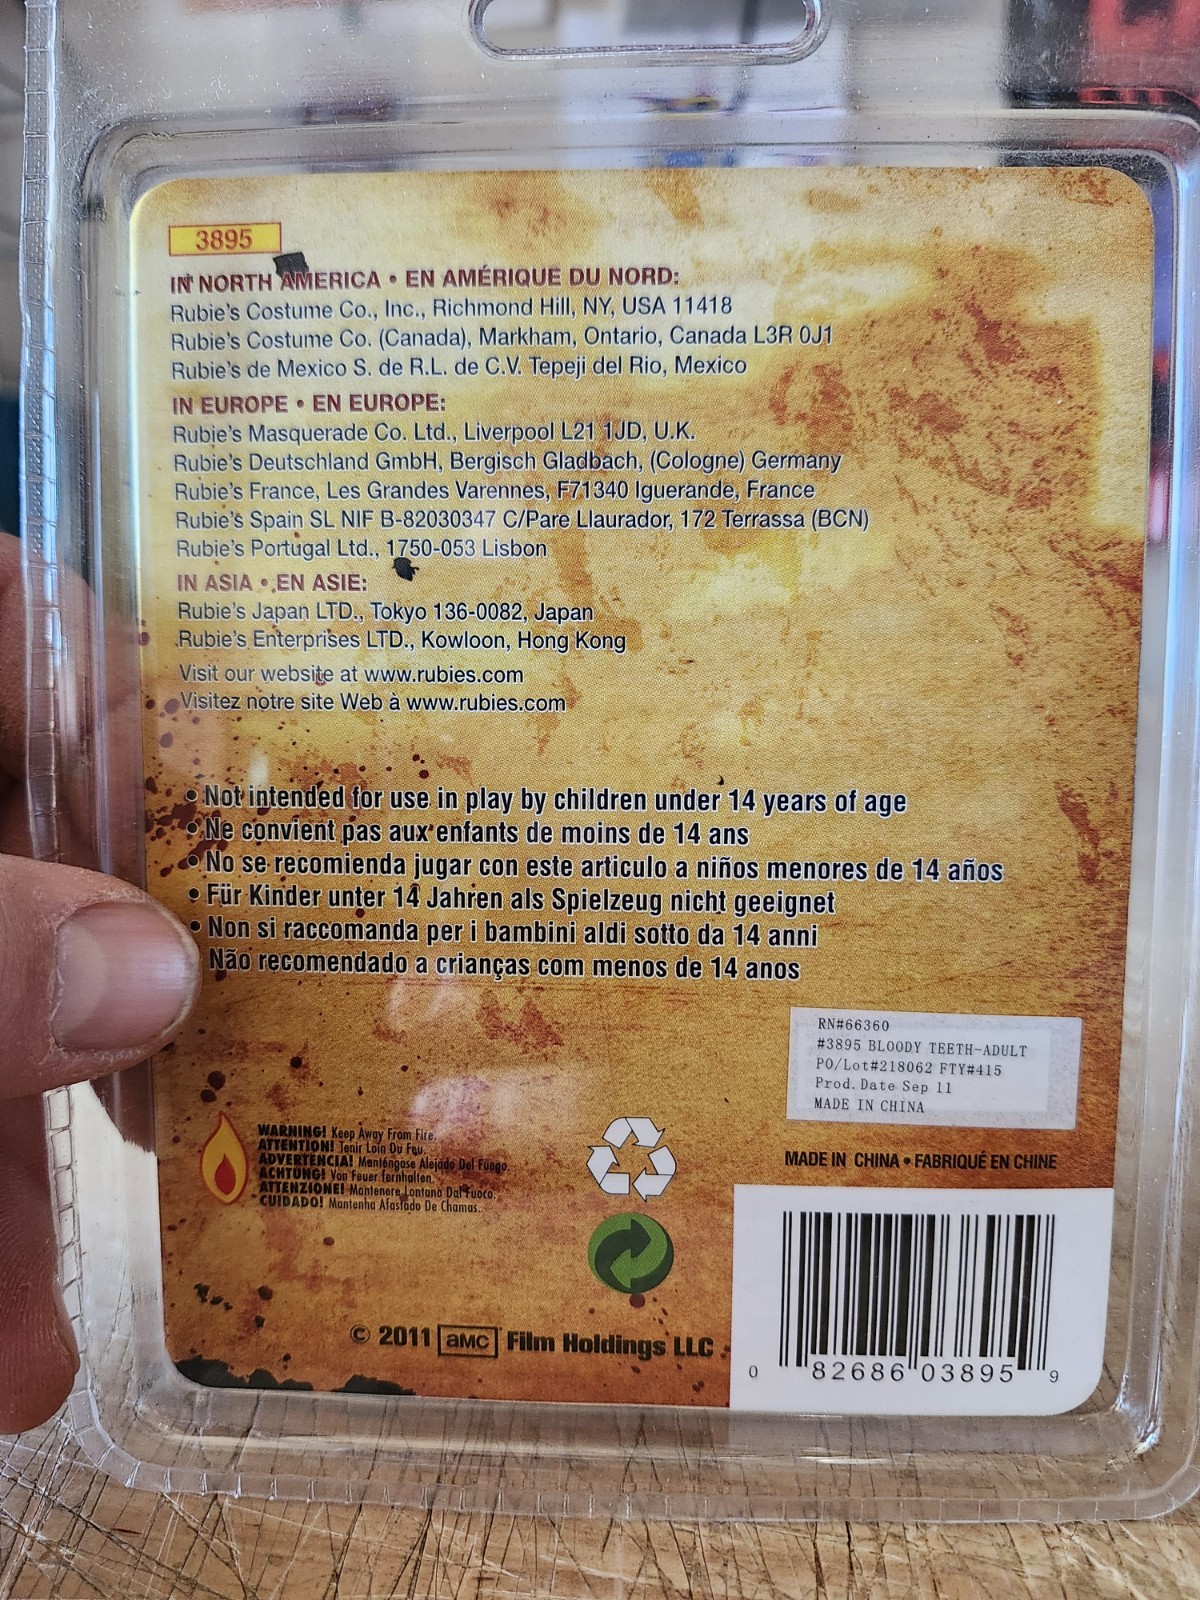 3895
IN NORTH AMERICA • EN AMÉRIQUE DU NORD:
Rubie's Costume Co., Inc., Richmond Hill, NY, USA 11418
Rubie's Costume Co. (Canada), Markham, Ontario, Canada L3R 0J1
Rubie's de Mexico S. de R.L. de C.V. Tepeji del Rio, Mexico
IN EUROPE • EN EUROPE:
Rubie's Masquerade Co. Ltd., Liverpool L21 1JD, U.K.
Rubie's Deutschland GmbH, Bergisch Gladbach, (Cologne) Germany
Rubie's France, Les Grandes Varennes, F71340 Iguerande, France
Rubie's Spain SL NIF B-82030347 C/Pare Llaurador, 172 Terrassa (BCN)
Rubie's Portugal Ltd., 1750-053 Lisbon
IN ASIA • EN ASIE:
Rubie's Japan LTD., Tokyo 136-0082, Japan
Rubie's Enterprises LTD., Kowloon, Hong Kong
Visit our website at www.rubies.com
Visitez notre site Web à www.rubies.com
• Not intended for use in play by children under 14 years of age
• Ne convient pas aux enfants de moins de 14 ans
• No se recomienda jugar con este articulo a niños menores de 14 años
• Für Kinder unter 14 Jahren als Spielzeug nicht geeignet
• Non si raccomanda per i bambini aldi sotto da 14 anni
Não recomendado a crianças com menos de 14 anos
RN#66360
#3895 BLOODY TEETH-ADULT
PO/Lot#218062 FTY#415
Prod. Date Sep 11
MADE IN CHINA
WARNING! Keep Away From Fire.
ATTENTION! Tenir Loin Du Feu.
ADVERTENCIA! Manténgase Alejado Del Fuego.
ACHTUNG! Von Feuer fernhalten.
ATTENZIONE! Mantenere Lontano Dal Fuoco.
CUIDADO! Mantenha Afastado De Chamas.
MADE IN CHINA • FABRIQUÉ EN CHINE
© 2011 aMC Film Holdings LLC
0 82686 03895 9